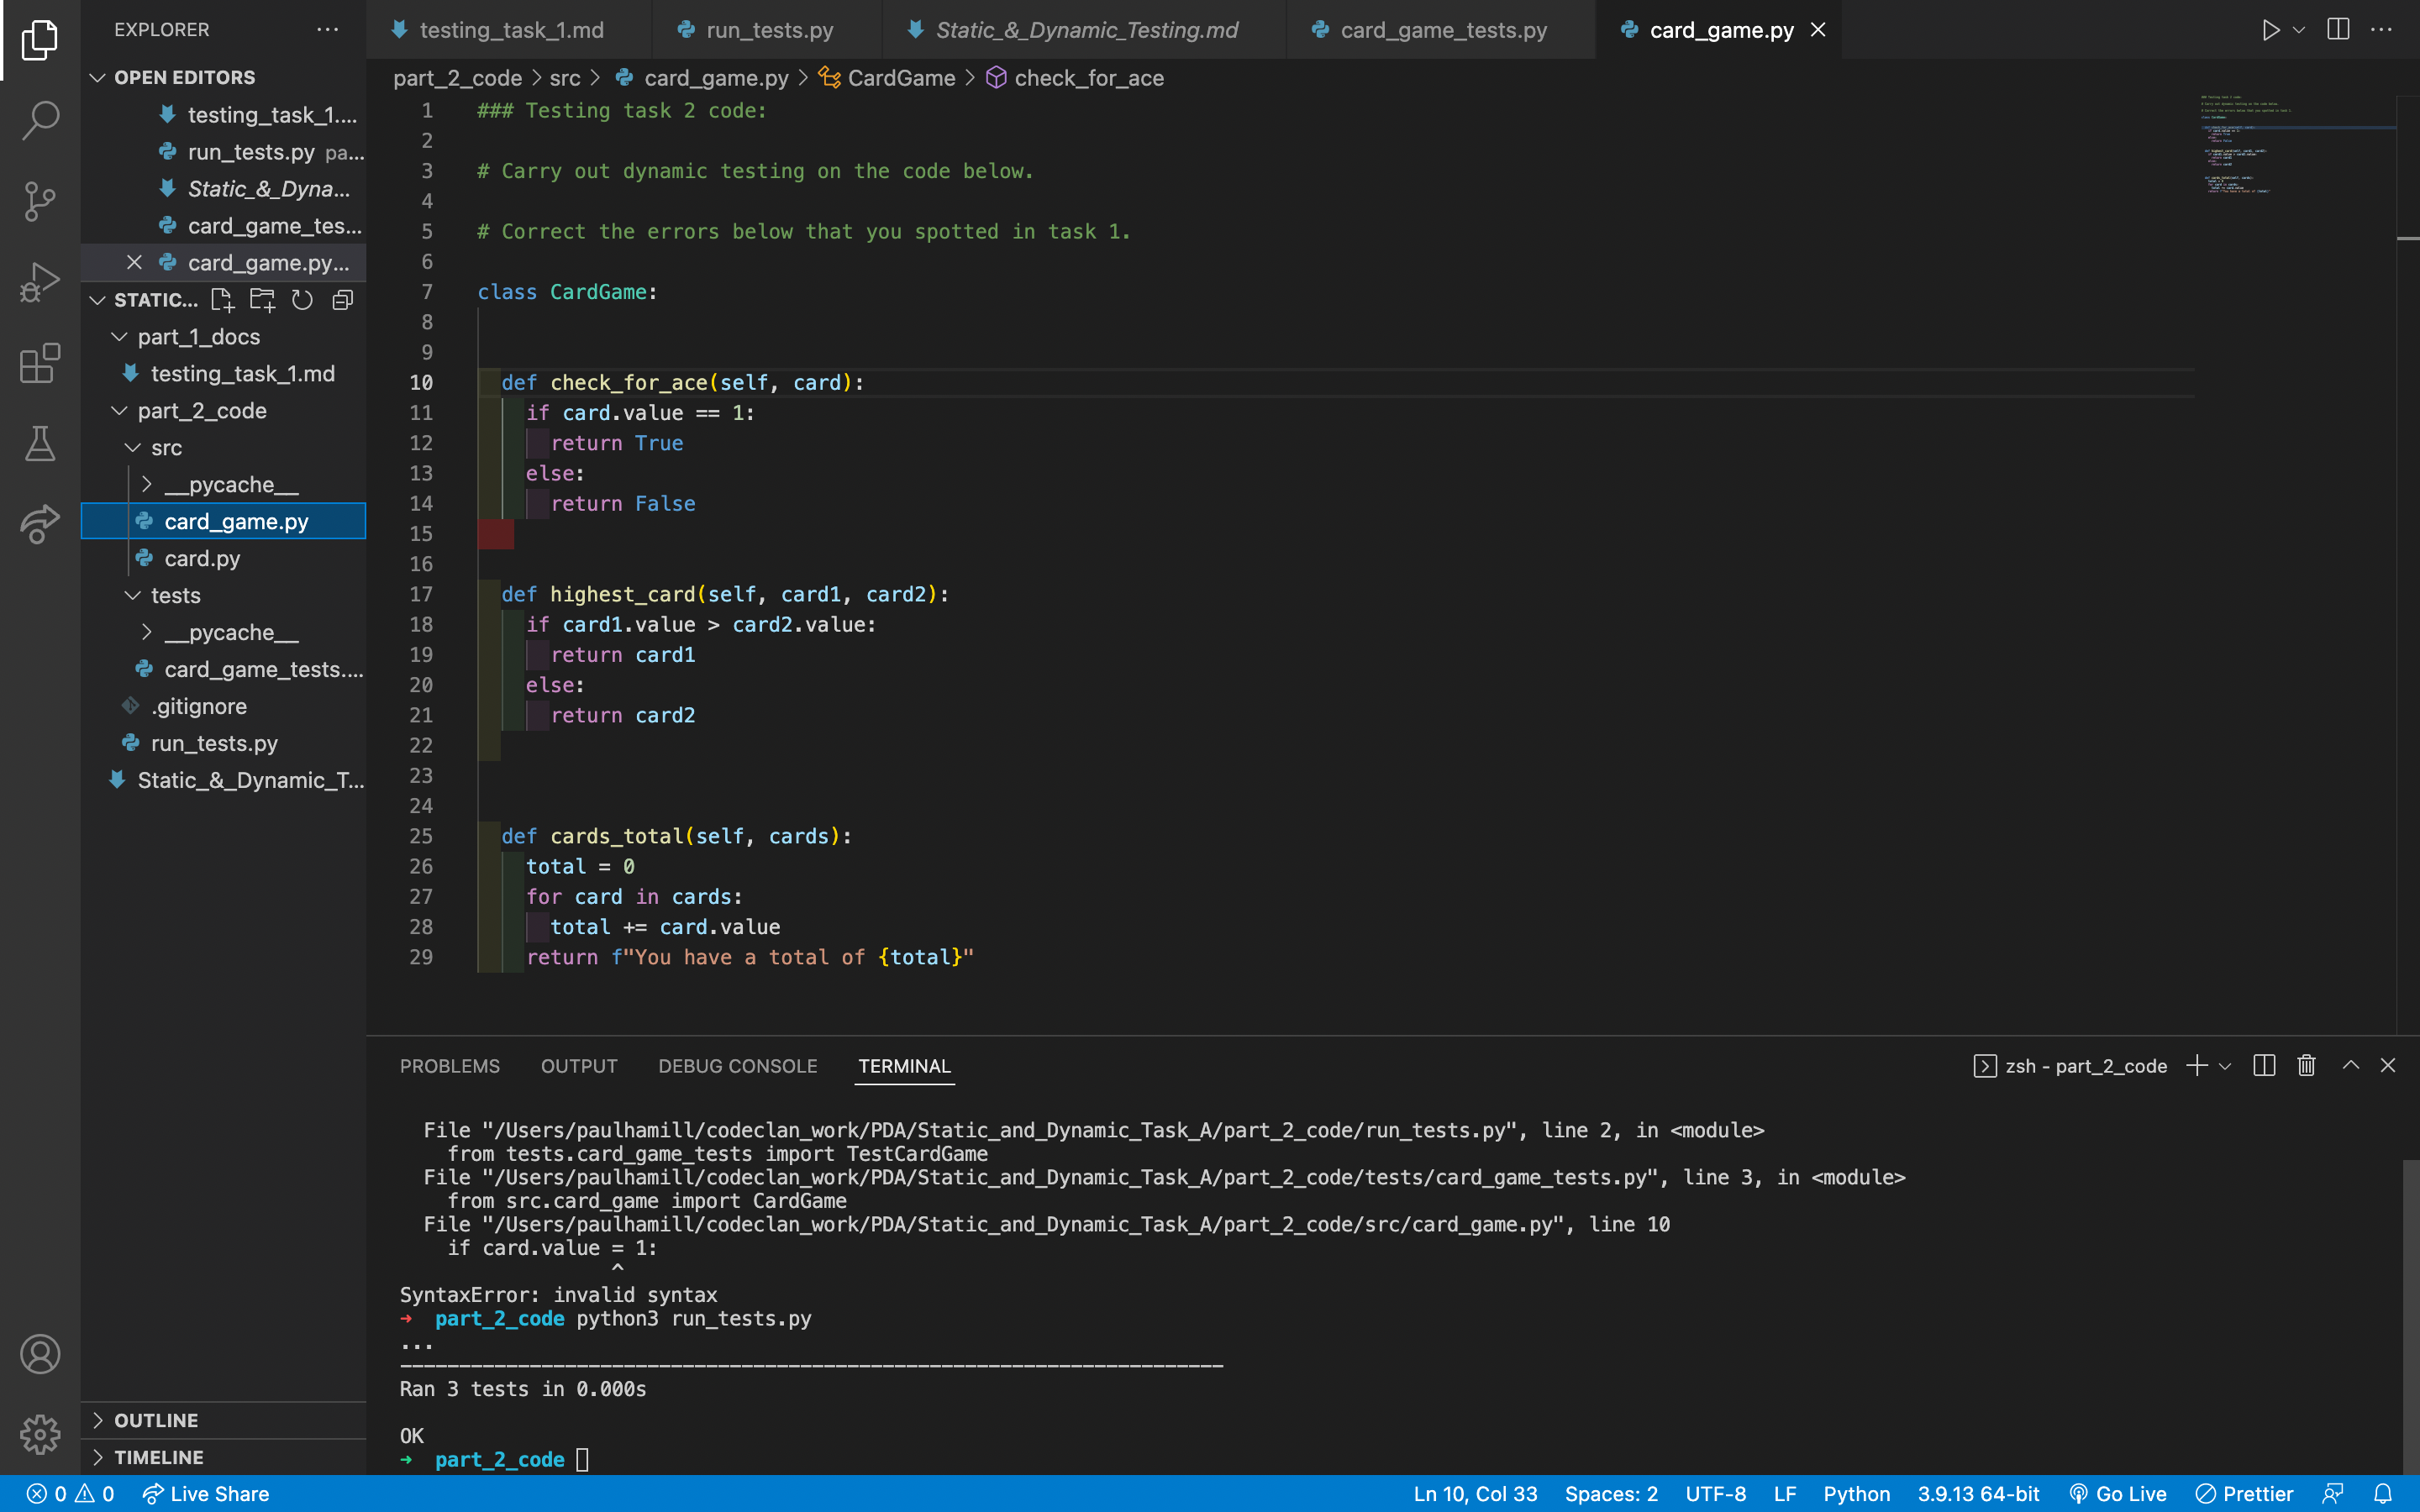 EXPLORER
OPEN EDITORS
testing_task_1....
run_tests.py pa...
Static_&_Dyna...
card_game_tes...
card_game.py...
STATIC...
part_1_docs
testing_task_1.md
part_2_code
src
__pycache__
card_game.py
card.py
tests
__pycache__
card_game_tests....
.gitignore
run_tests.py
Static_&_Dynamic_T...
OUTLINE
TIMELINE
testing_task_1.md run_tests.py Static_&_Dynamic_Testing.md card_game_tests.py card_game.py
part_2_code > src > card_game.py > CardGame > check_for_ace
1 ### Testing task 2 code:
2
3 # Carry out dynamic testing on the code below.
4
5 # Correct the errors below that you spotted in task 1.
6
7 class CardGame:
8
9
10 def check_for_ace(self, card):
11 if card.value == 1:
12 return True
13 else:
14 return False
15
16
17 def highest_card(self, card1, card2):
18 if card1.value > card2.value:
19 return card1
20 else:
21 return card2
22
23
24
25 def cards_total(self, cards):
26 total = 0
27 for card in cards:
28 total += card.value
29 return f"You have a total of {total}"
PROBLEMS OUTPUT DEBUG CONSOLE TERMINAL zsh - part_2_code
File "/Users/paulhamill/codeclan_work/PDA/Static_and_Dynamic_Task_A/part_2_code/run_tests.py", line 2, in <module>
from tests.card_game_tests import TestCardGame
File "/Users/paulhamill/codeclan_work/PDA/Static_and_Dynamic_Task_A/part_2_code/tests/card_game_tests.py", line 3, in <module>
from src.card_game import CardGame
File "/Users/paulhamill/codeclan_work/PDA/Static_and_Dynamic_Task_A/part_2_code/src/card_game.py", line 10
if card.value = 1:
^
SyntaxError: invalid syntax
➜ part_2_code python3 run_tests.py
...
----------------------------------------------------------------------
Ran 3 tests in 0.000s
OK
➜ part_2_code
0 0 Live Share Ln 10, Col 33 Spaces: 2 UTF-8 LF Python 3.9.13 64-bit Go Live Prettier